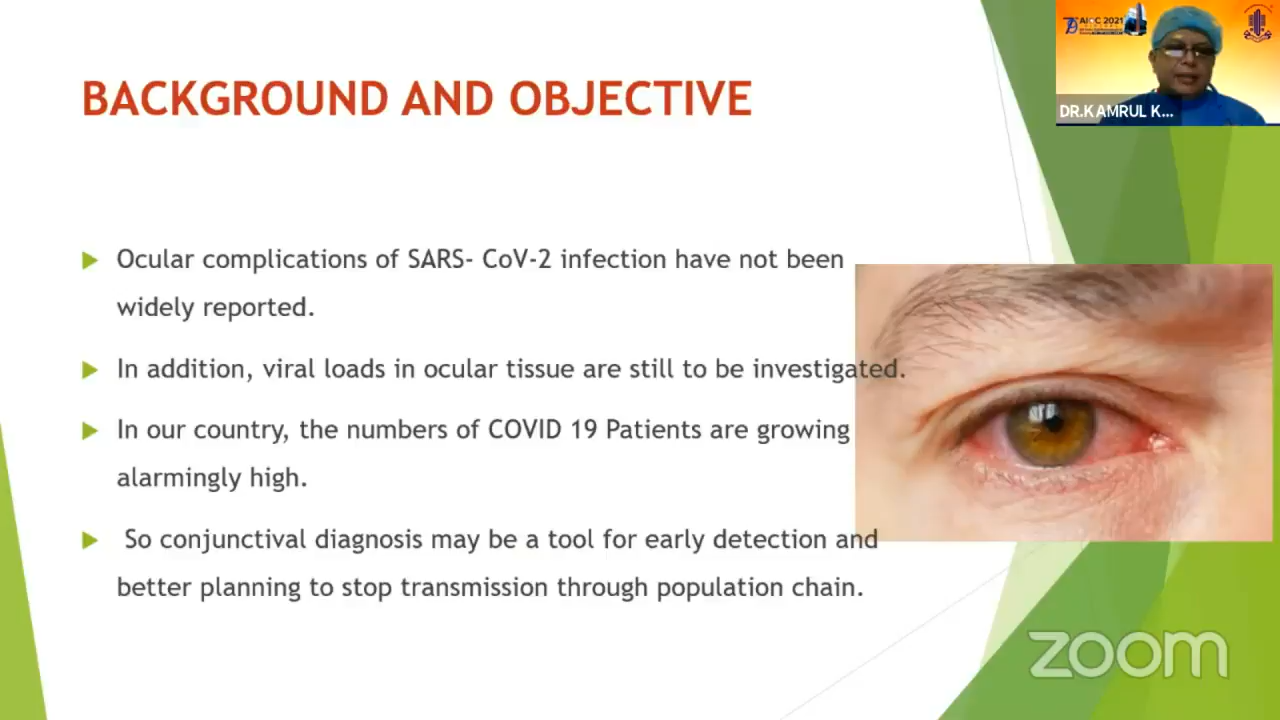 BACKGROUND AND OBJECTIVE
AIOC 2021
DR.KAMRUL K...
Ocular complications of SARS- CoV-2 infection have not been
widely reported.
In addition, viral loads in ocular tissue are still to be investigated.
In our country, the numbers of COVID 19 Patients are growing
alarmingly high.
So conjunctival diagnosis may be a tool for early detection and
better planning to stop transmission through population chain.
zoom